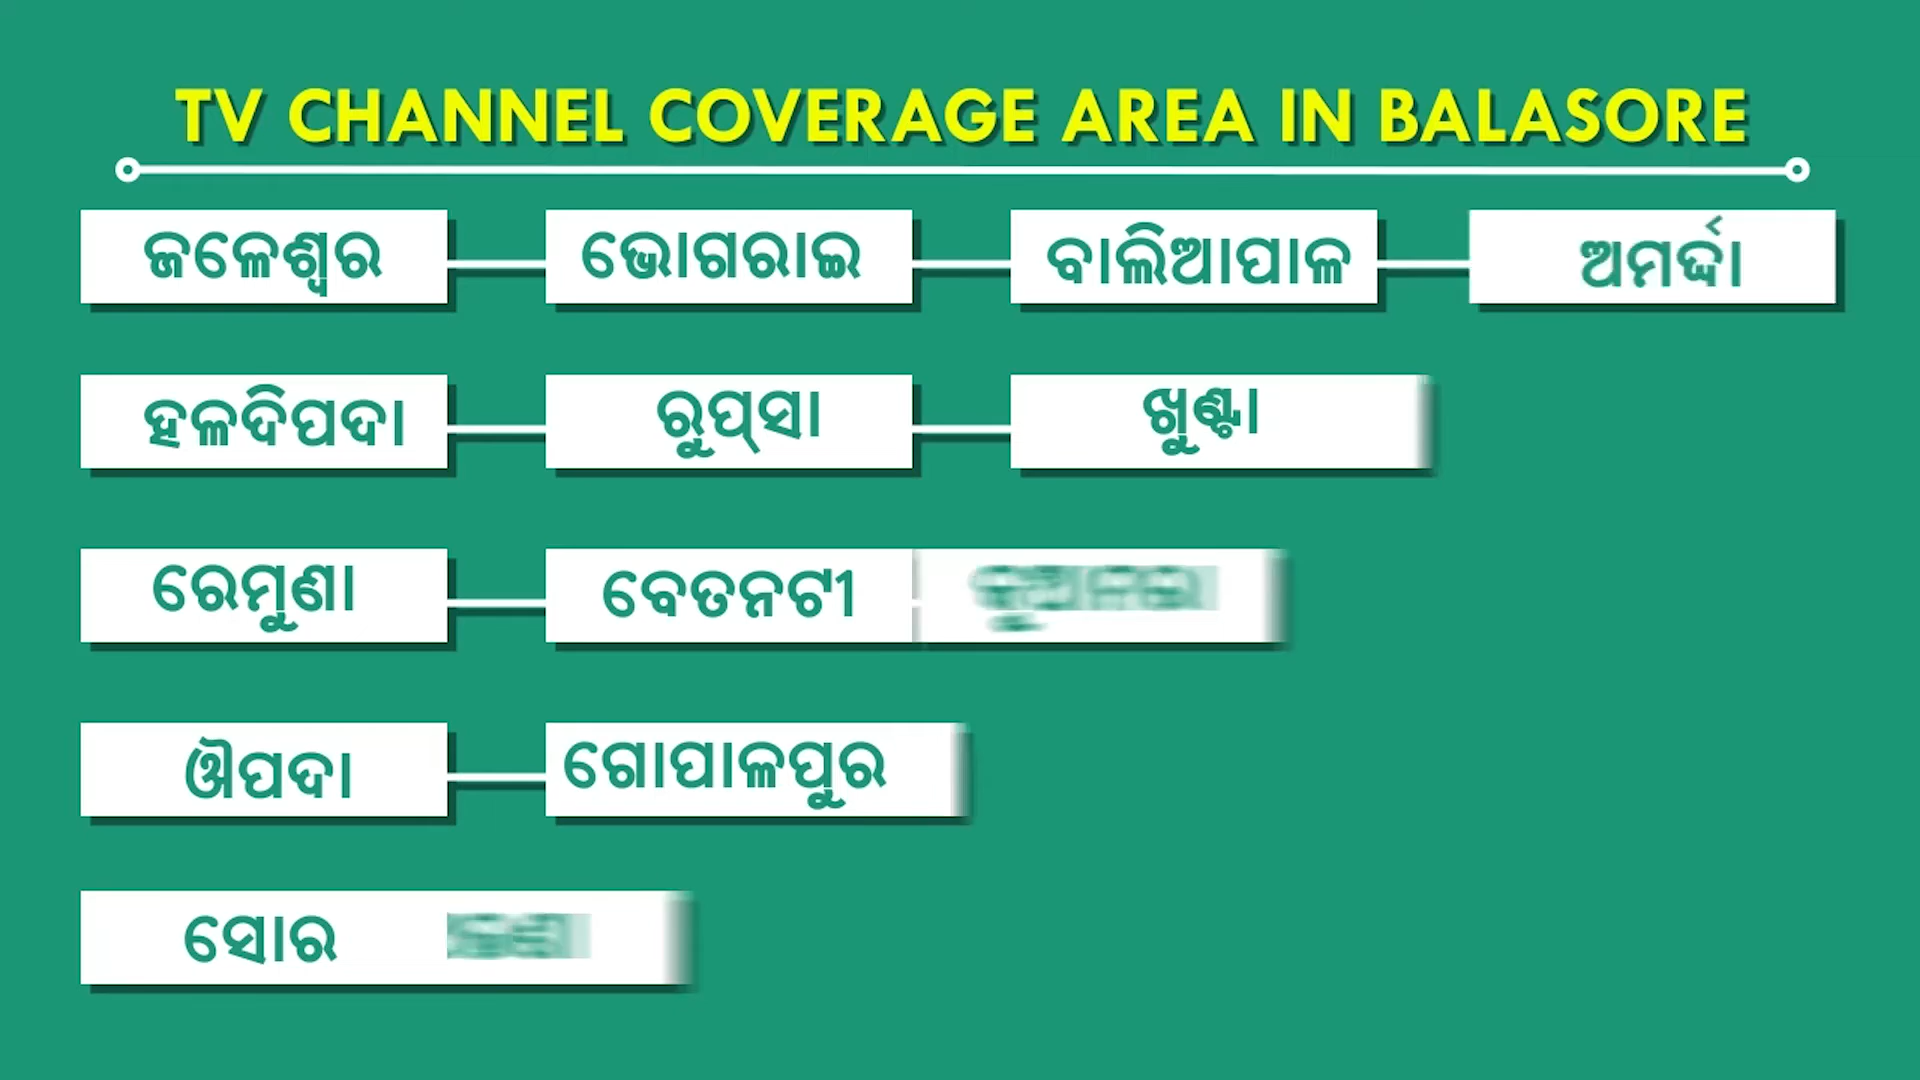 TV CHANNEL COVERAGE AREA IN BALASORE
ଜଳେଶ୍ୱର ଭୋଗରାଇ ବାଲିଆପାଳ ଅମର୍ଦ୍ଦା
ହଳଦିପଦା ରୁପ୍‌ସା ଖୁଣ୍ଟା
ରେମୁଣା ବେତନଟୀ
ଔପଦା ଗୋପାଳପୁର
ସୋର